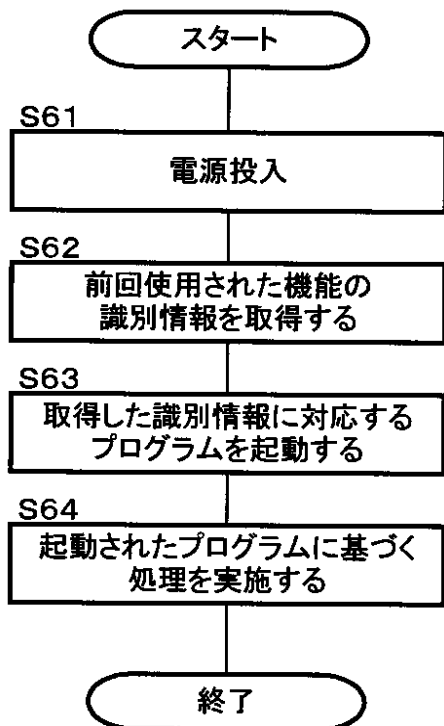 スタート
S61
電源投入
S62
前回使用された機能の
識別情報を取得する
S63
取得した識別情報に対応する
プログラムを起動する
S64
起動されたプログラムに基づく
処理を実施する
終了